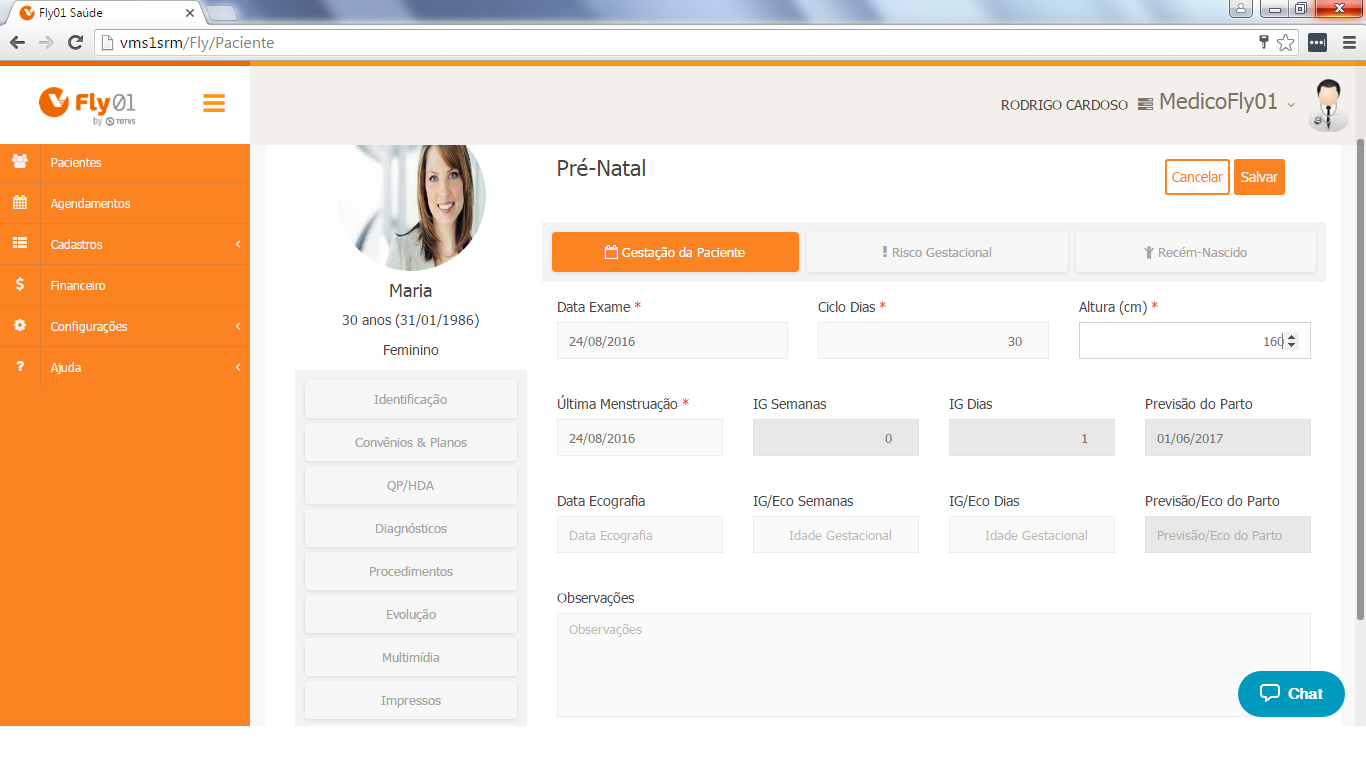 Fly01 Saúde
vms1srm/Fly/Paciente
Fly01
by TOTVS
RODRIGO CARDOSO MedicoFly01
Pacientes
Agendamentos
Cadastros
Financeiro
Configurações
Ajuda
Maria
30 anos (31/01/1986)
Feminino
Identificação
Convênios & Planos
QP/HDA
Diagnósticos
Procedimentos
Evolução
Multimídia
Impressos
Pré-Natal
Cancelar Salvar
Gestação da Paciente Risco Gestacional Recém-Nascido
Data Exame * Ciclo Dias * Altura (cm) *
24/08/2016 30 160
Última Menstruação * IG Semanas IG Dias Previsão do Parto
24/08/2016 0 1 01/06/2017
Data Ecografia IG/Eco Semanas IG/Eco Dias Previsão/Eco do Parto
Data Ecografia Idade Gestacional Idade Gestacional Previsão/Eco do Parto
Observações
Observações
Chat